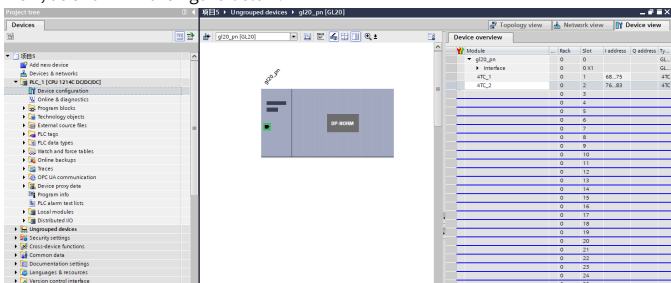 Project tree
项目5 ▸ Ungrouped devices ▸ gl20_pn [GL20]
Devices
Topology view
Network view
Device view
gl20_pn [GL20]
Device overview
Module
...
Rack
Slot
I address
Q address
Ty...
gl20_pn 0 0 GL...
Interface 0 0 X1 GL...
4TC_1 0 1 68...75 4TC
4TC_2 0 2 76...83 4TC
0 3
0 4
0 5
0 6
0 7
0 8
0 9
0 10
0 11
0 12
0 13
0 14
0 15
0 16
0 17
0 18
0 19
0 20
0 21
0 22
0 23
0 24
项目5
Add new device
Devices & networks
PLC_1 [CPU 1214C DC/DC/DC]
Device configuration
Online & diagnostics
Program blocks
Technology objects
External source files
PLC tags
PLC data types
Watch and force tables
Online backups
Traces
OPC UA communication
Device proxy data
Program info
PLC alarm text lists
Local modules
Distributed I/O
Ungrouped devices
Security settings
Cross-device functions
Common data
Documentation settings
Languages & resources
Version control interface
gl20_pn
DP-NORM